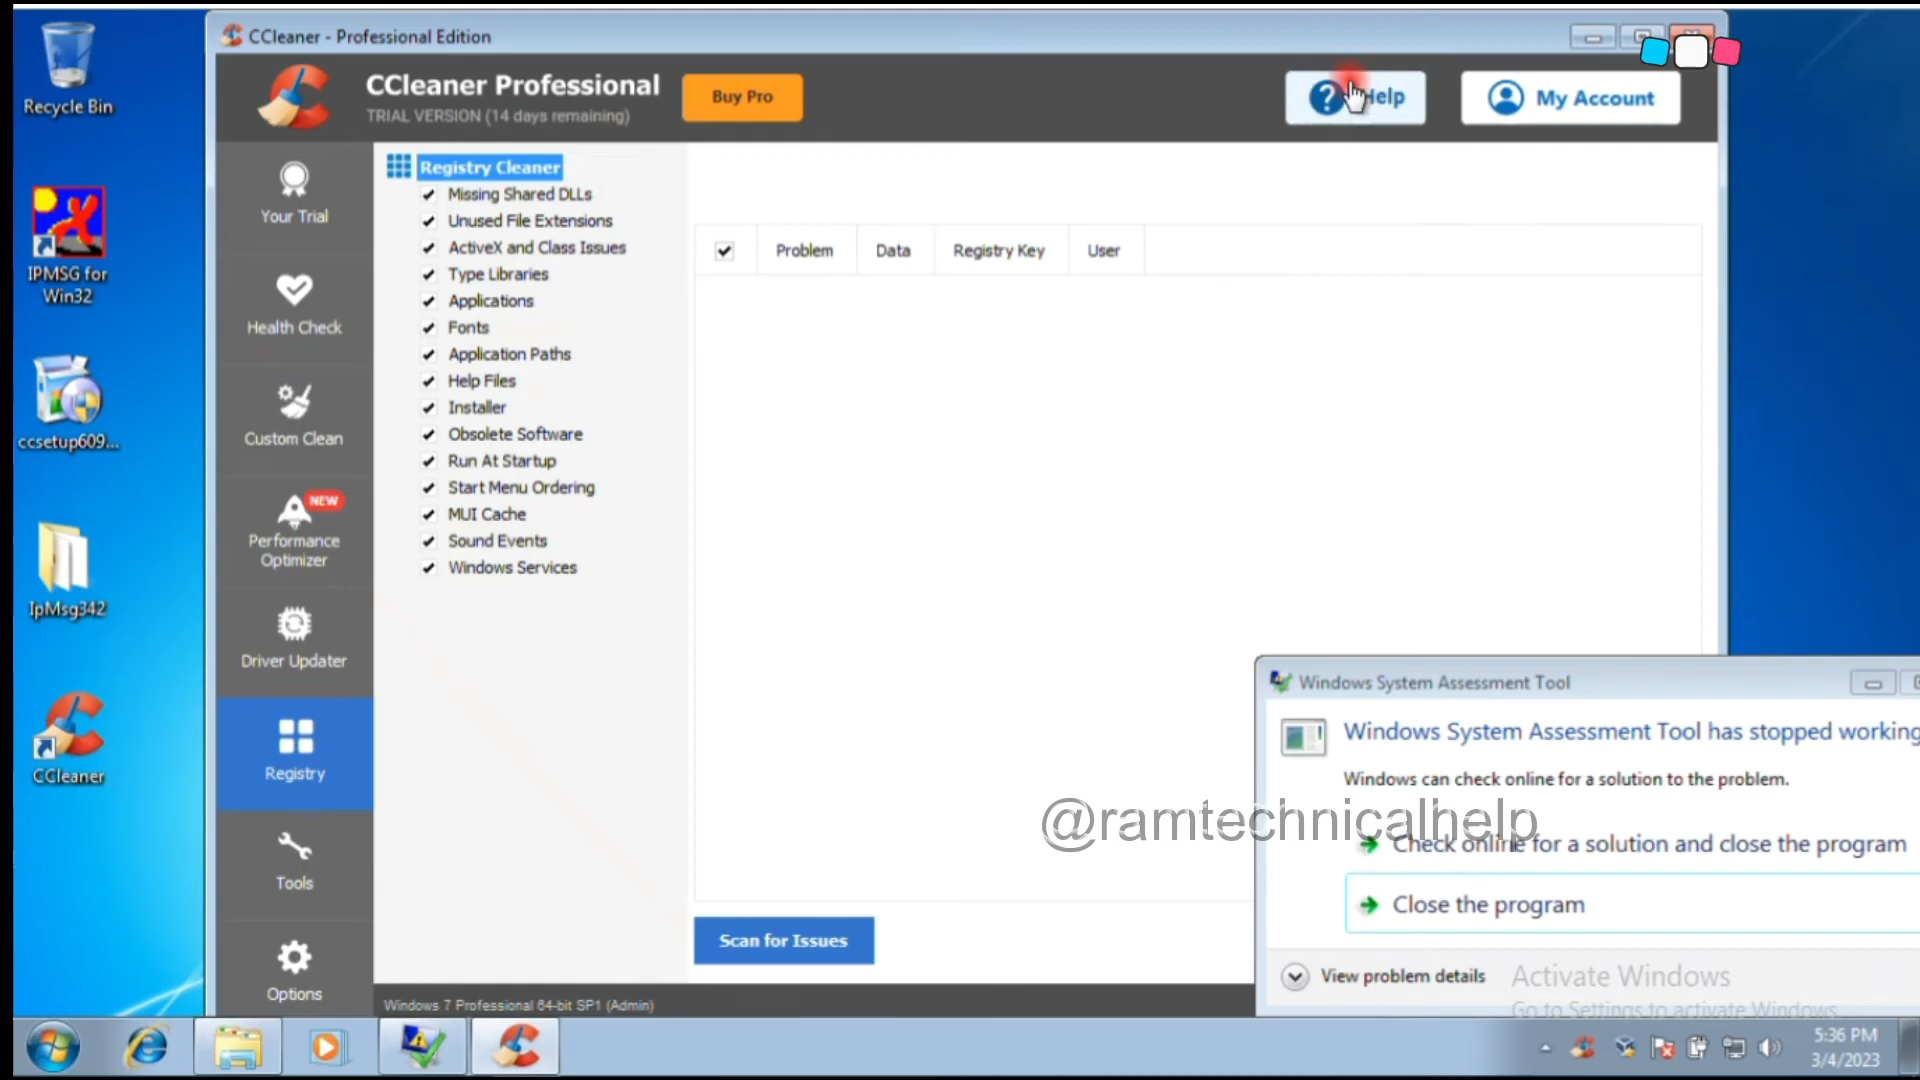 Recycle Bin
IPMSG for
Win32
ccsetup609...
IpMsg342
CCleaner
CCleaner - Professional Edition
CCleaner Professional
TRIAL VERSION (14 days remaining)
Buy Pro
Help
My Account
Your Trial
Health Check
Custom Clean
NEW
Performance
Optimizer
Driver Updater
Registry
Tools
Options
Registry Cleaner
Missing Shared DLLs
Unused File Extensions
ActiveX and Class Issues
Type Libraries
Applications
Fonts
Application Paths
Help Files
Installer
Obsolete Software
Run At Startup
Start Menu Ordering
MUI Cache
Sound Events
Windows Services
Problem Data Registry Key User
Scan for Issues
Windows 7 Professional 64-bit SP1 (Admin)
Windows System Assessment Tool
Windows System Assessment Tool has stopped working
Windows can check online for a solution to the problem.
@ramtechnicalhelp
Check online for a solution and close the program
Close the program
View problem details
Activate Windows
Go to Settings to activate Windows.
5:36 PM
3/4/2023